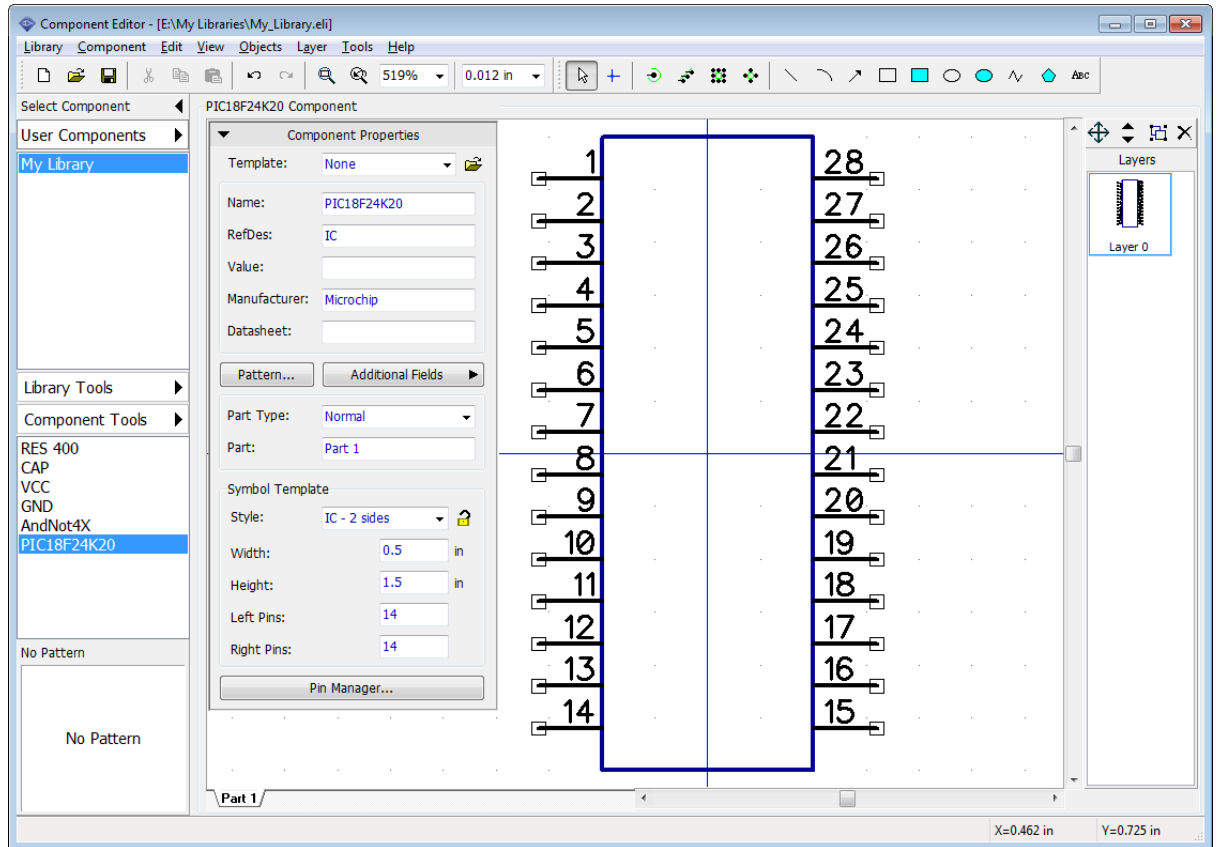 Component Editor - [E:\My Libraries\My_Library.eli]
Library Component Edit View Objects Layer Tools Help
519% 0.012 in ABC
Select Component
User Components
My Library
Library Tools
Component Tools
RES 400
CAP
VCC
GND
AndNot4X
PIC18F24K20
No Pattern
No Pattern
PIC18F24K20 Component
Component Properties
Template: None
Name: PIC18F24K20
RefDes: IC
Value:
Manufacturer: Microchip
Datasheet:
Pattern... Additional Fields
Part Type: Normal
Part: Part 1
Symbol Template
Style: IC - 2 sides
Width: 0.5 in
Height: 1.5 in
Left Pins: 14
Right Pins: 14
Pin Manager...
1 28
2 27
3 26
4 25
5 24
6 23
7 22
8 21
9 20
10 19
11 18
12 17
13 16
14 15
Part 1
Layers
Layer 0
X=0.462 in Y=0.725 in